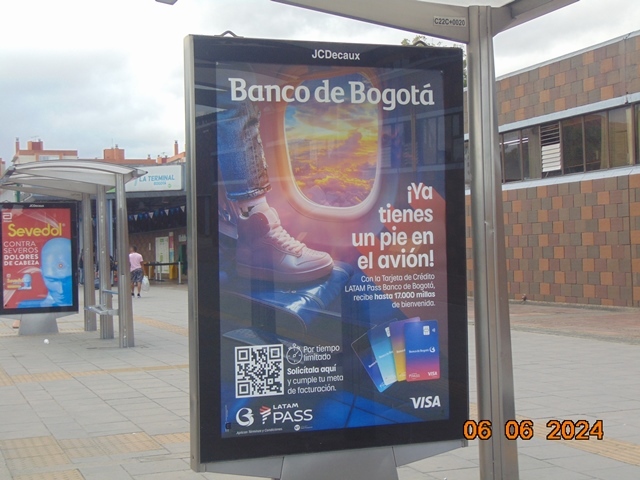 C22C+0020
JCDecaux
Banco de Bogotá
¡Ya
tienes
un pie en
el avión!
Con la Tarjeta de Crédito
LATAM Pass Banco de Bogotá,
recibe hasta 17.000 millas
de bienvenida.
Por tiempo
limitado
Solicítala aquí
y cumple tu meta
de facturación.
VISA
LATAM
PASS
LA TERMINAL
Sevedol
CONTRA
SEVEROS
DOLORES
DE CABEZA
06 06 2024